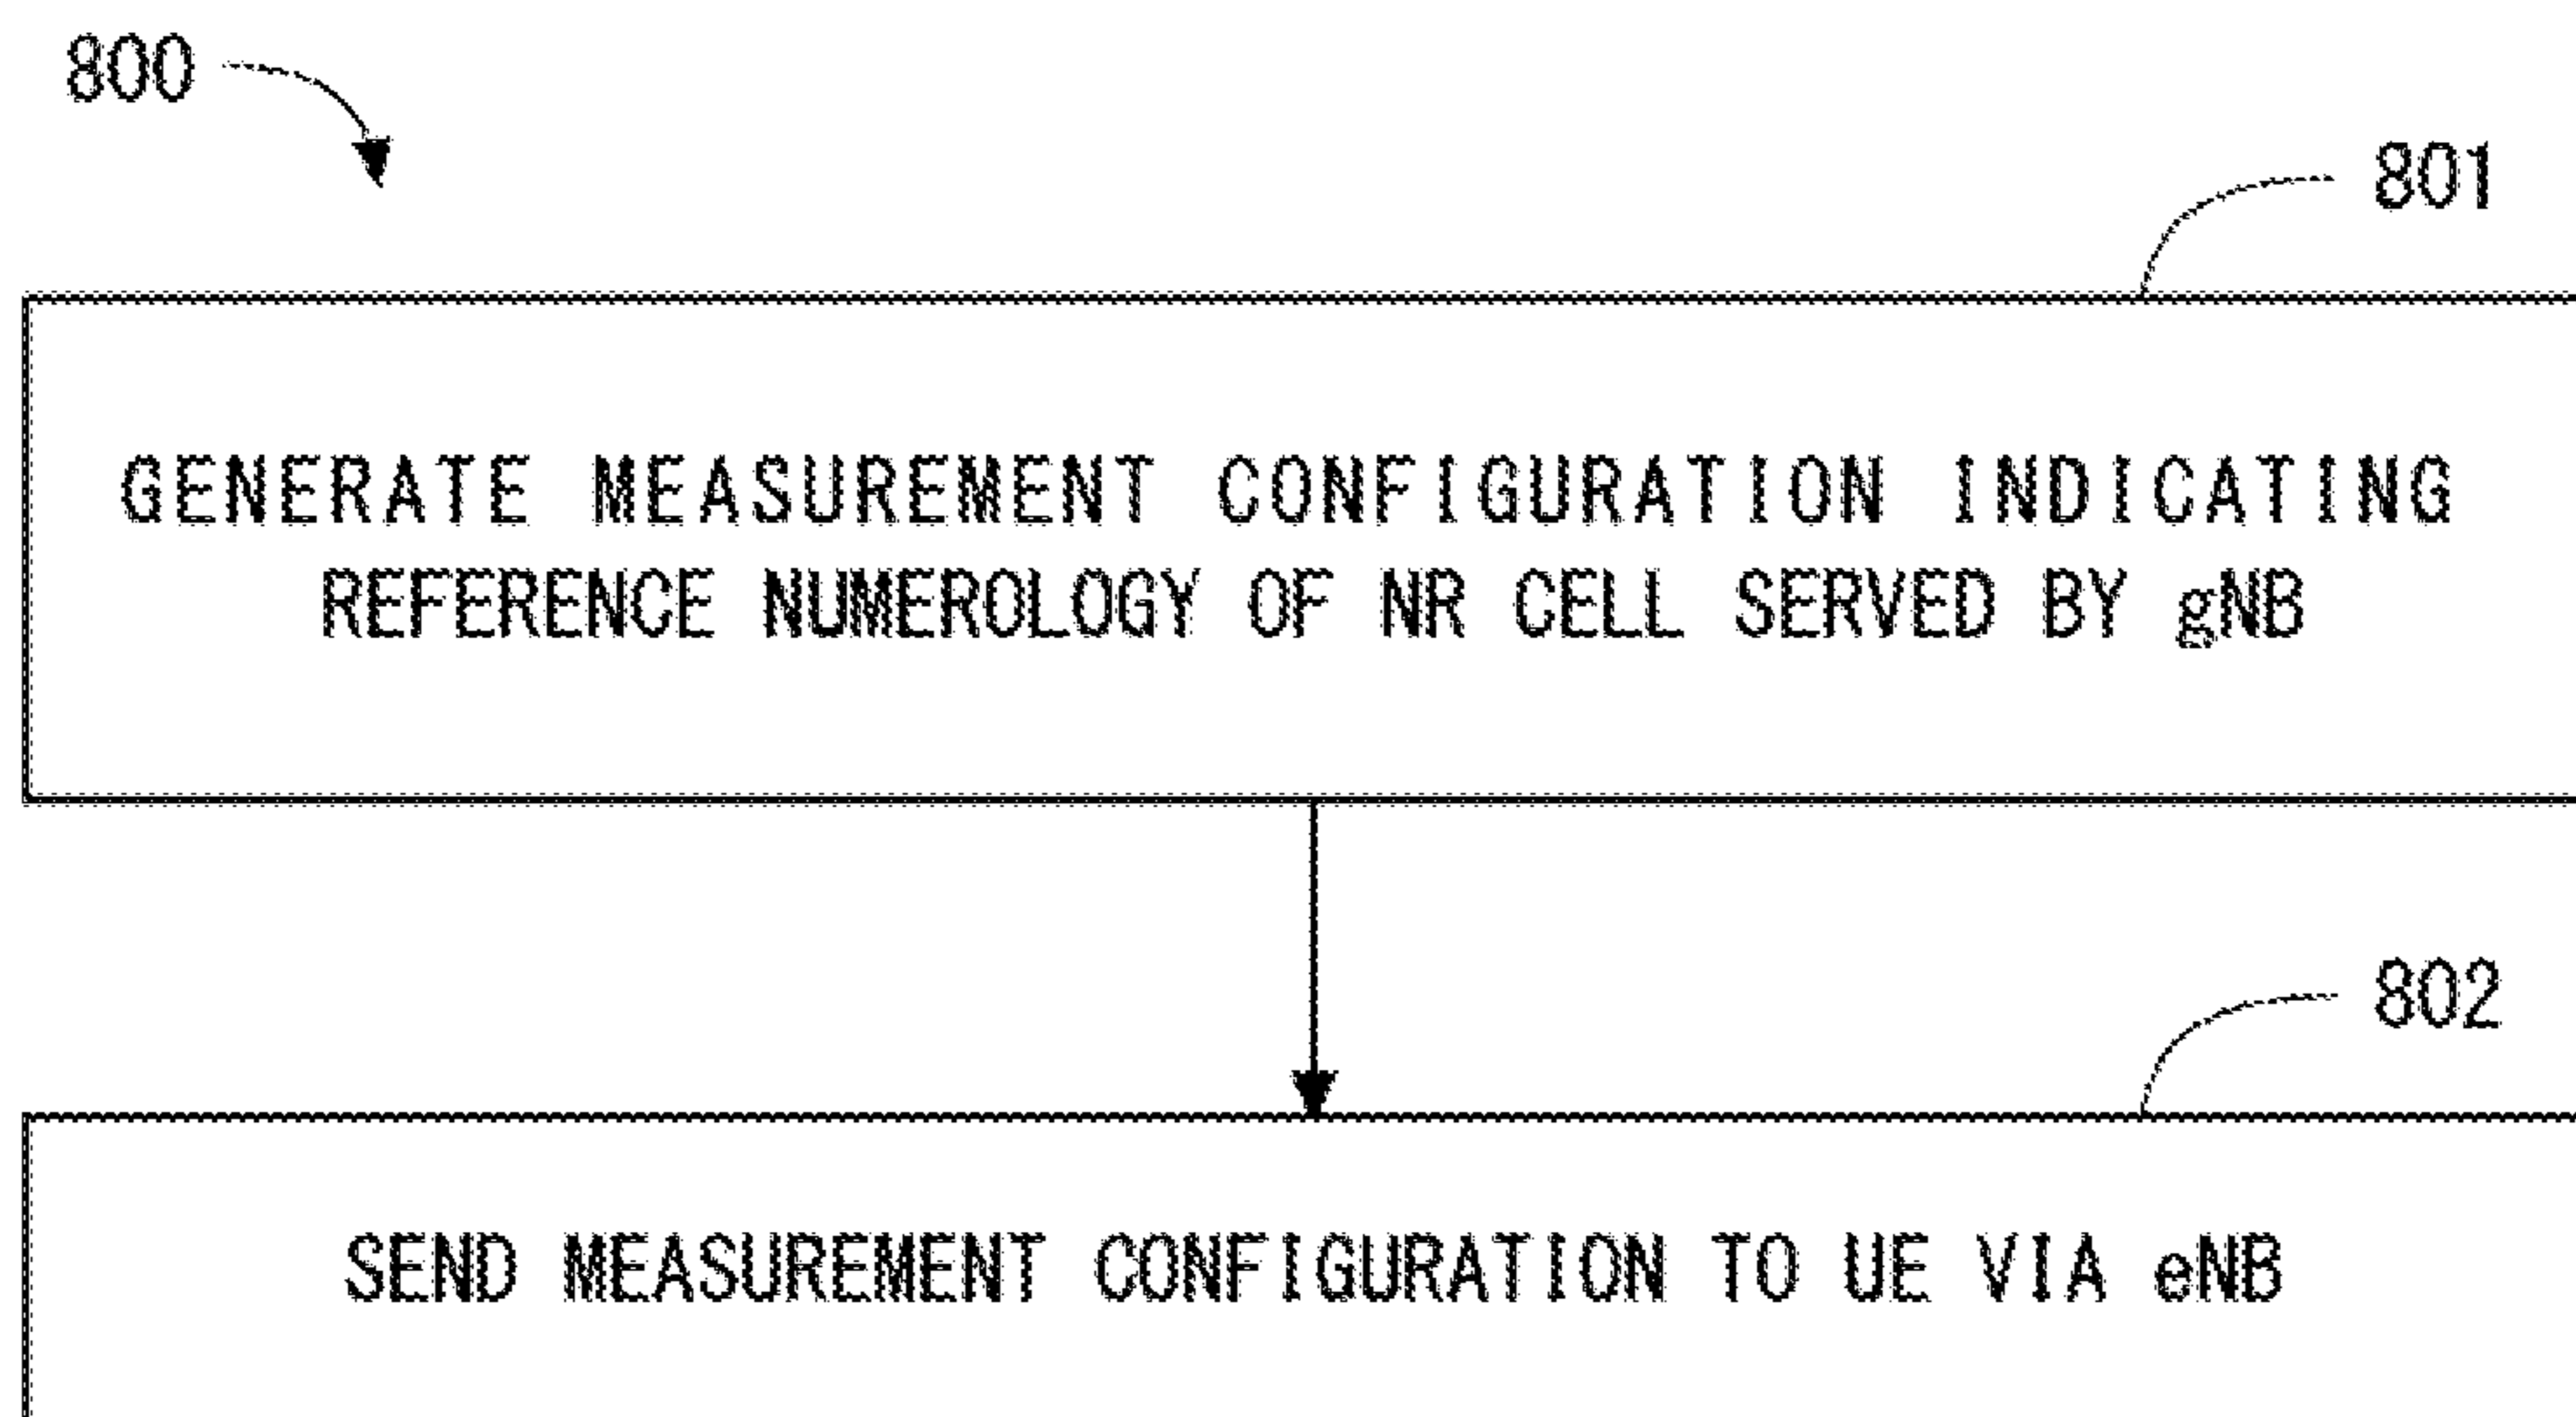 800
801
GENERATE MEASUREMENT CONFIGURATION INDICATING
REFERENCE NUMEROLOGY OF NR CELL SERVED BY gNB
802
SEND MEASUREMENT CONFIGURATION TO UE VIA eNB